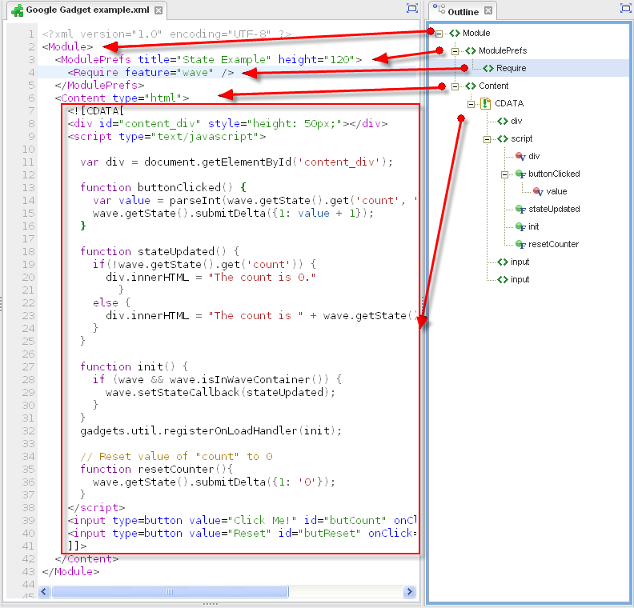 Google Gadget example.xml
1 <?xml version="1.0" encoding="UTF-8" ?>
2 <Module>
3 <ModulePrefs title="State Example" height="120">
4 <Require feature="wave" />
5 </ModulePrefs>
6 <Content type="html">
7 <![CDATA[
8 <div id="content_div" style="height: 50px;"></div>
9 <script type="text/javascript">
10
11 var div = document.getElementById('content_div');
12
13 function buttonClicked() {
14 var value = parseInt(wave.getState().get('count', '
15 wave.getState().submitDelta({1: value + 1});
16 }
17
18 function stateUpdated() {
19 if(!wave.getState().get('count')) {
20 div.innerHTML = "The count is 0."
21 }
22 else {
23 div.innerHTML = "The count is " + wave.getState()
24 }
25 }
26
27 function init() {
28 if (wave && wave.isInWaveContainer()) {
29 wave.setStateCallback(stateUpdated);
30 }
31 }
32 gadgets.util.registerOnLoadHandler(init);
33
34 // Reset value of "count" to 0
35 function resetCounter(){
36 wave.getState().submitDelta({1: '0'});
37 }
38 </script>
39 <input type=button value="Click Me!" id="butCount" onCl
40 <input type=button value="Reset" id="butReset" onClick=
41 ]]>
42 </Content>
43 </Module>
44
45
Outline
Module
ModulePrefs
Require
Content
CDATA
div
script
div
buttonClicked
value
stateUpdated
init
resetCounter
input
input